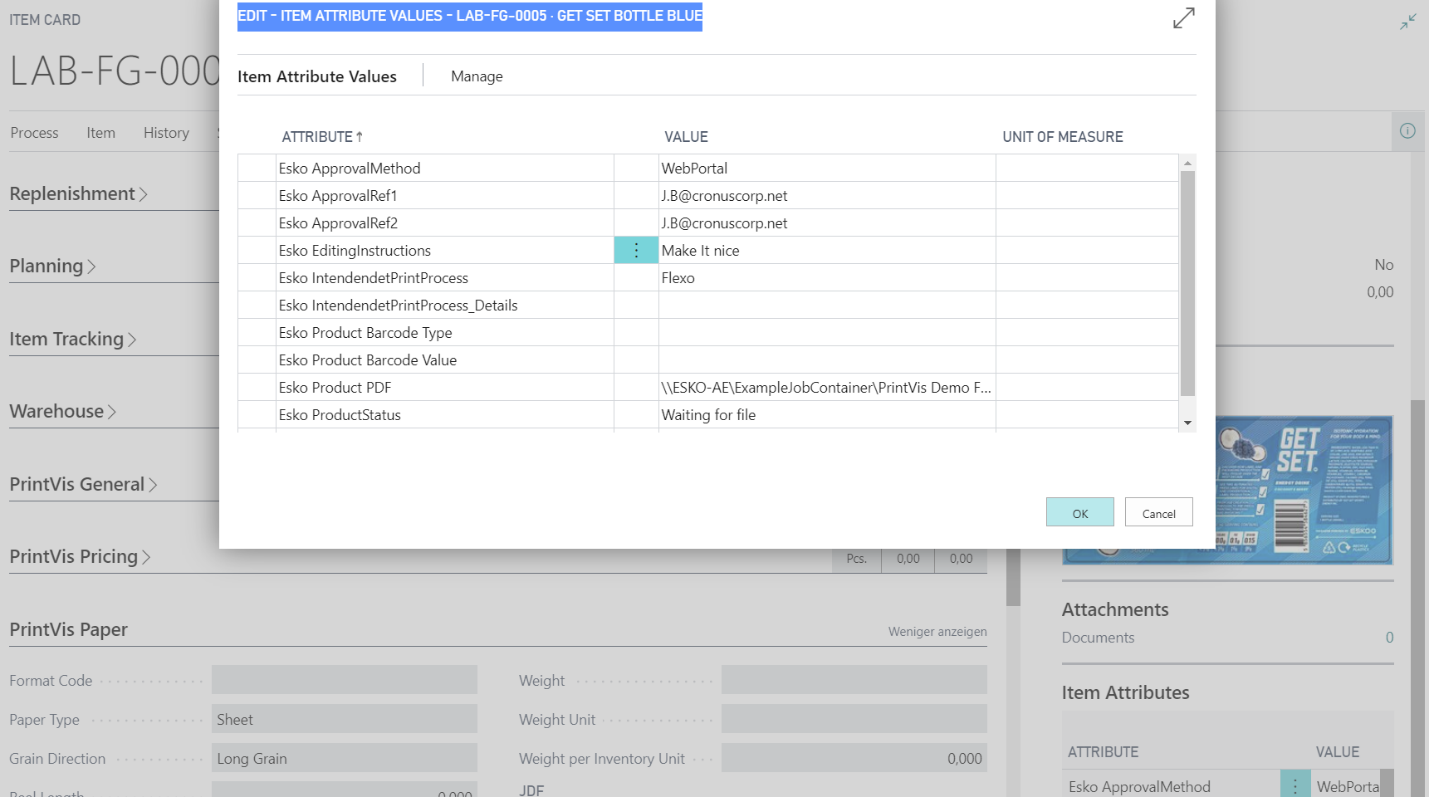 ITEM CARD
LAB-FG-000
Process Item History
Replenishment
Planning
Item Tracking
Warehouse
PrintVis General
PrintVis Pricing
EDIT - ITEM ATTRIBUTE VALUES - LAB-FG-0005 · GET SET BOTTLE BLUE
Item Attribute Values Manage
ATTRIBUTE↑ VALUE UNIT OF MEASURE
Esko ApprovalMethod WebPortal
Esko ApprovalRef1 J.B@cronuscorp.net
Esko ApprovalRef2 J.B@cronuscorp.net
Esko EditingInstructions Make It nice
Esko IntendendetPrintProcess Flexo
Esko IntendendetPrintProcess_Details
Esko Product Barcode Type
Esko Product Barcode Value
Esko Product PDF \\ESKO-AE\ExampleJobContainer\PrintVis Demo F...
Esko ProductStatus Waiting for file
OK Cancel
Pcs. 0,00 0,00
PrintVis Paper Weniger anzeigen
Format Code
Paper Type Sheet
Grain Direction Long Grain
Reel Length 0,000
Weight
Weight Unit
Weight per Inventory Unit 0,000
JDF
No
0,00
GET
SET
ENERGY DRINK
ESKO
Attachments
Documents 0
Item Attributes
ATTRIBUTE VALUE
Esko ApprovalMethod WebPorta